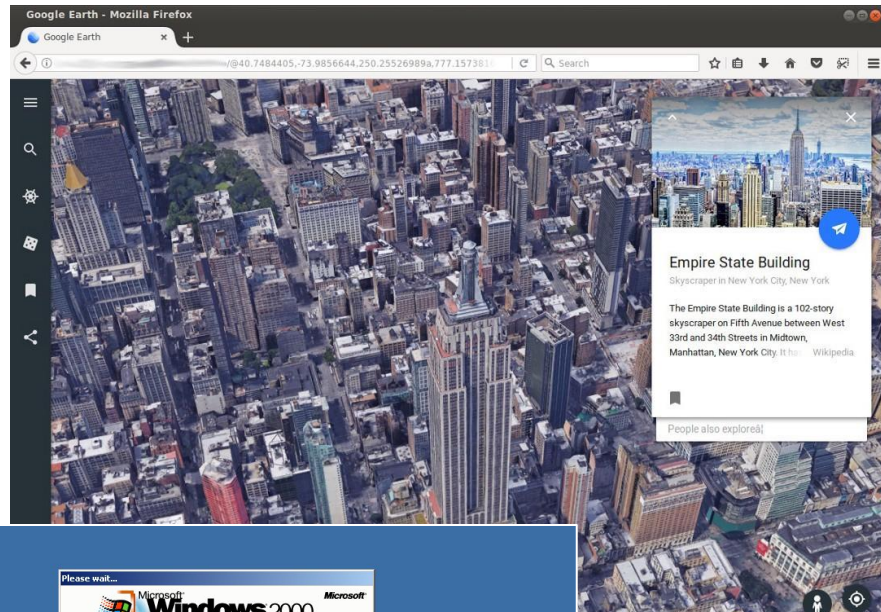 Google Earth - Mozilla Firefox
Google Earth
/@40.7484405,-73.9856644,250.25526989a,777.157381
Search
Empire State Building
Skyscraper in New York City, New York
The Empire State Building is a 102-story
skyscraper on Fifth Avenue between West
33rd and 34th Streets in Midtown,
Manhattan, New York City. It ha Wikipedia
People also exploreâ¦
Please wait...
Microsoft
Windows 2000
Microsoft